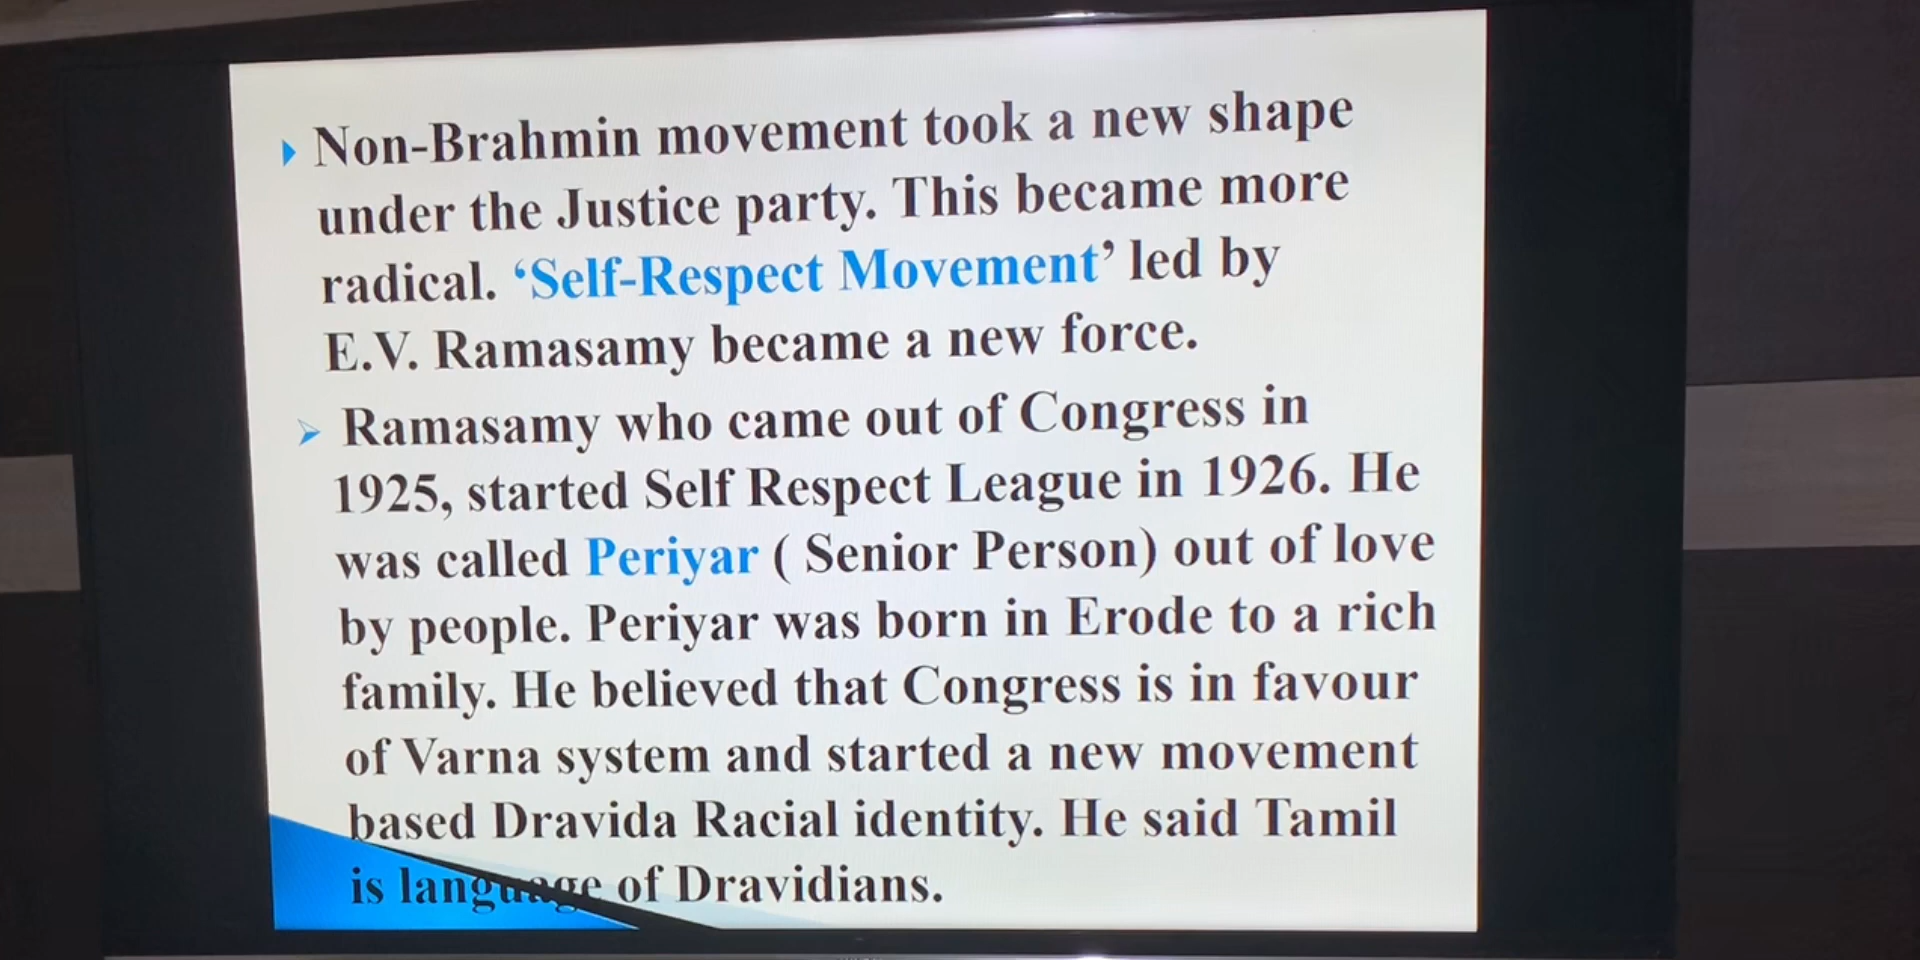 Non-Brahmin movement took a new shape
under the Justice party. This became more
radical. ‘Self-Respect Movement’ led by
E.V. Ramasamy became a new force.
Ramasamy who came out of Congress in
1925, started Self Respect League in 1926. He
was called Periyar ( Senior Person) out of love
by people. Periyar was born in Erode to a rich
family. He believed that Congress is in favour
of Varna system and started a new movement
based Dravida Racial identity. He said Tamil
is language of Dravidians.